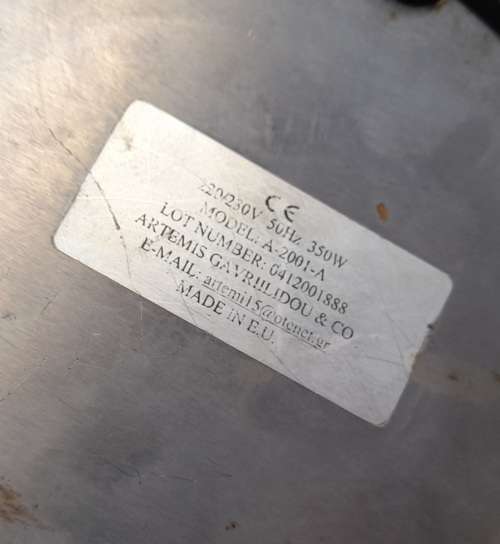 CE
220/230V 50Hz 350W
MODEL: A-2001-A
LOT NUMBER: 0412001888
ARTEMIS GAVRIILIDOU & CO
E-MAIL: artemi15@otenet.gr
MADE IN E.U.